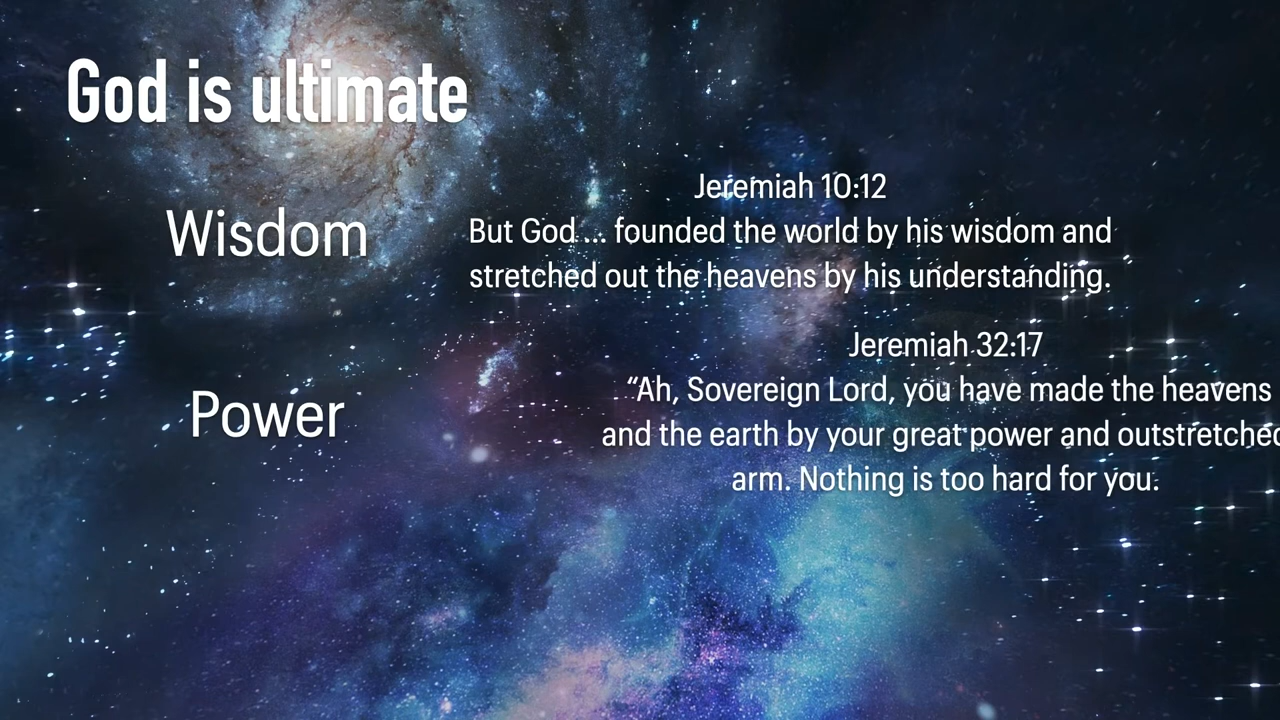 God is ultimate
Wisdom
Jeremiah 10:12
But God ... founded the world by his wisdom and
stretched out the heavens by his understanding.
Power
Jeremiah 32:17
“Ah, Sovereign Lord, you have made the heavens
and the earth by your great power and outstretched
arm. Nothing is too hard for you.